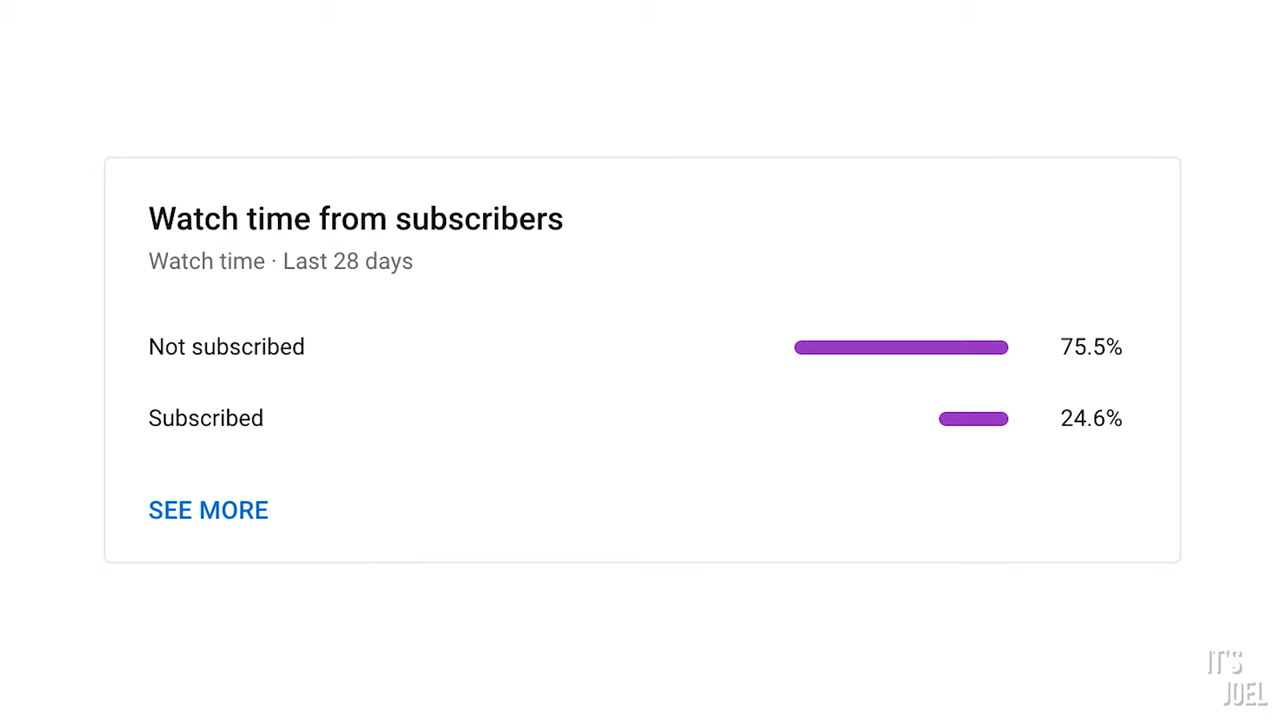 Watch time from subscribers
Watch time · Last 28 days
Not subscribed 75.5%
Subscribed 24.6%
SEE MORE
IT'S
JOEL